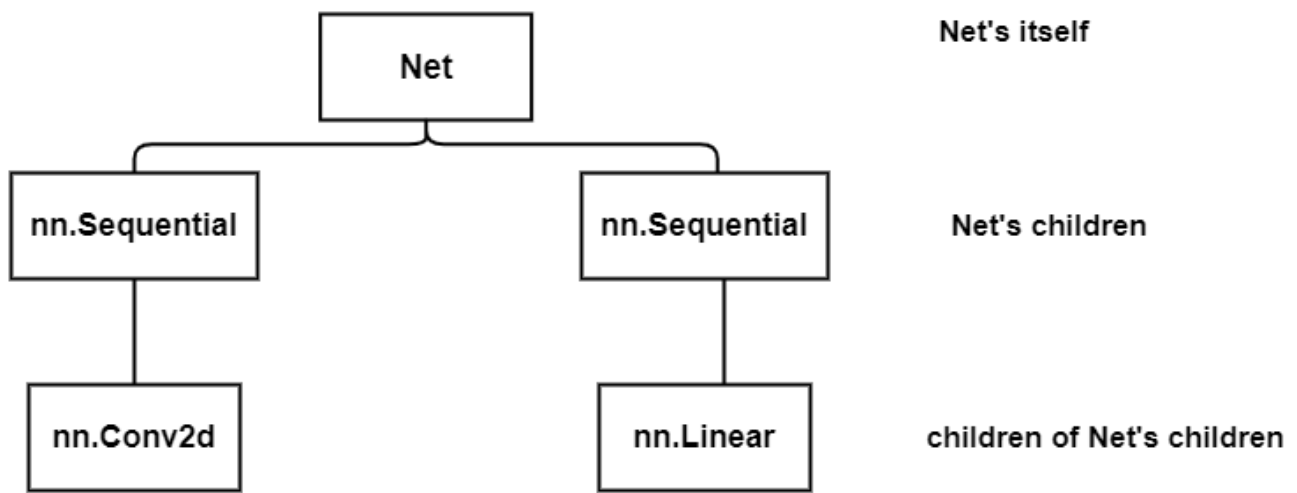 Net's itself
Net
nn.Sequential
nn.Sequential
Net's children
nn.Conv2d
nn.Linear
children of Net's children